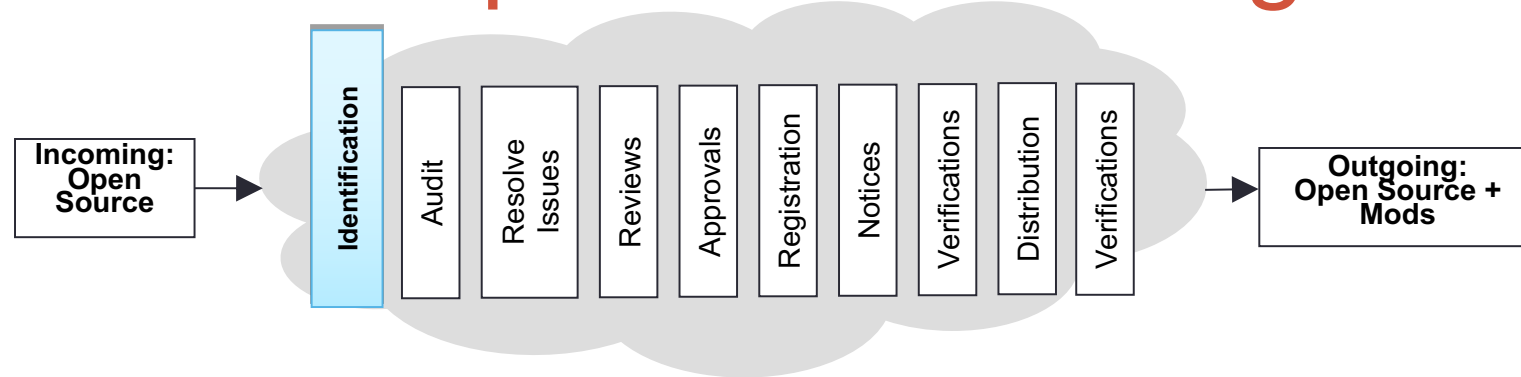 Incoming:
Open
Source
Identification
Audit
Resolve
Issues
Reviews
Approvals
Registration
Notices
Verifications
Distribution
Verifications
Outgoing:
Open Source +
Mods